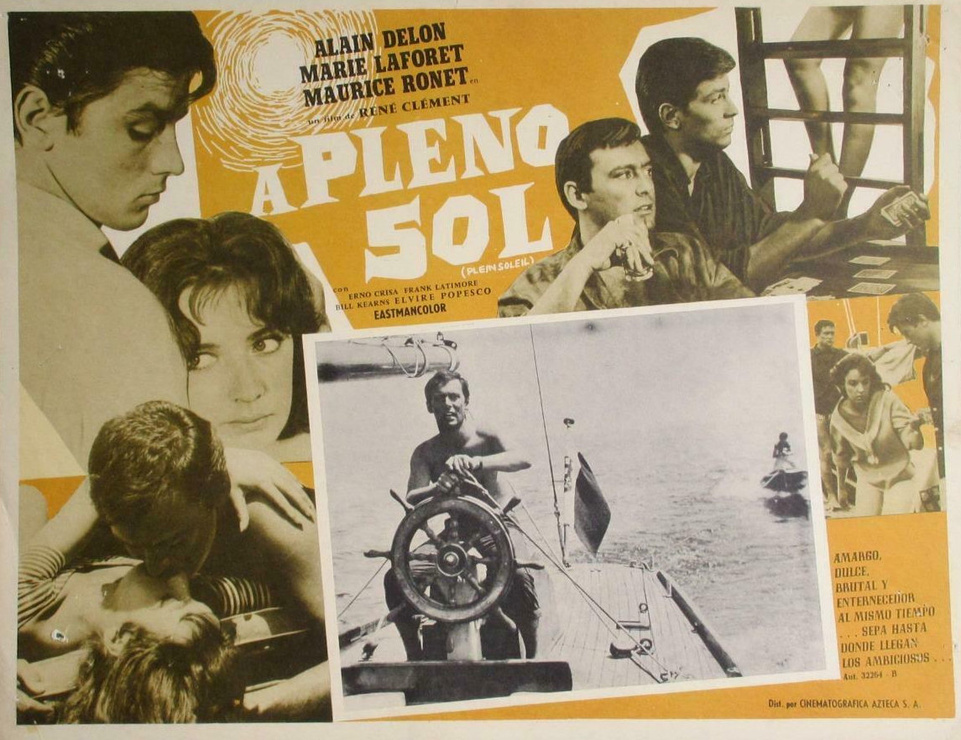 ALAIN DELON
MARIE LAFORET
MAURICE RONET en
un film de RENÉ CLÉMENT
A PLENO
SOL
(PLEIN SOLEIL)
con
ERNO CRISA FRANK LATIMORE
BILL KEARNS ELVIRE POPESCO
EASTMANCOLOR
AMARGO,
DULCE,
BRUTAL Y
ENTERNECEDOR
AL MISMO TIEMPO
... SEPA HASTA
DONDE LLEGAN
LOS AMBICIOSOS ...
Aut. 32264 - B
Dist. por CINEMATOGRAFICA AZTECA S. A.